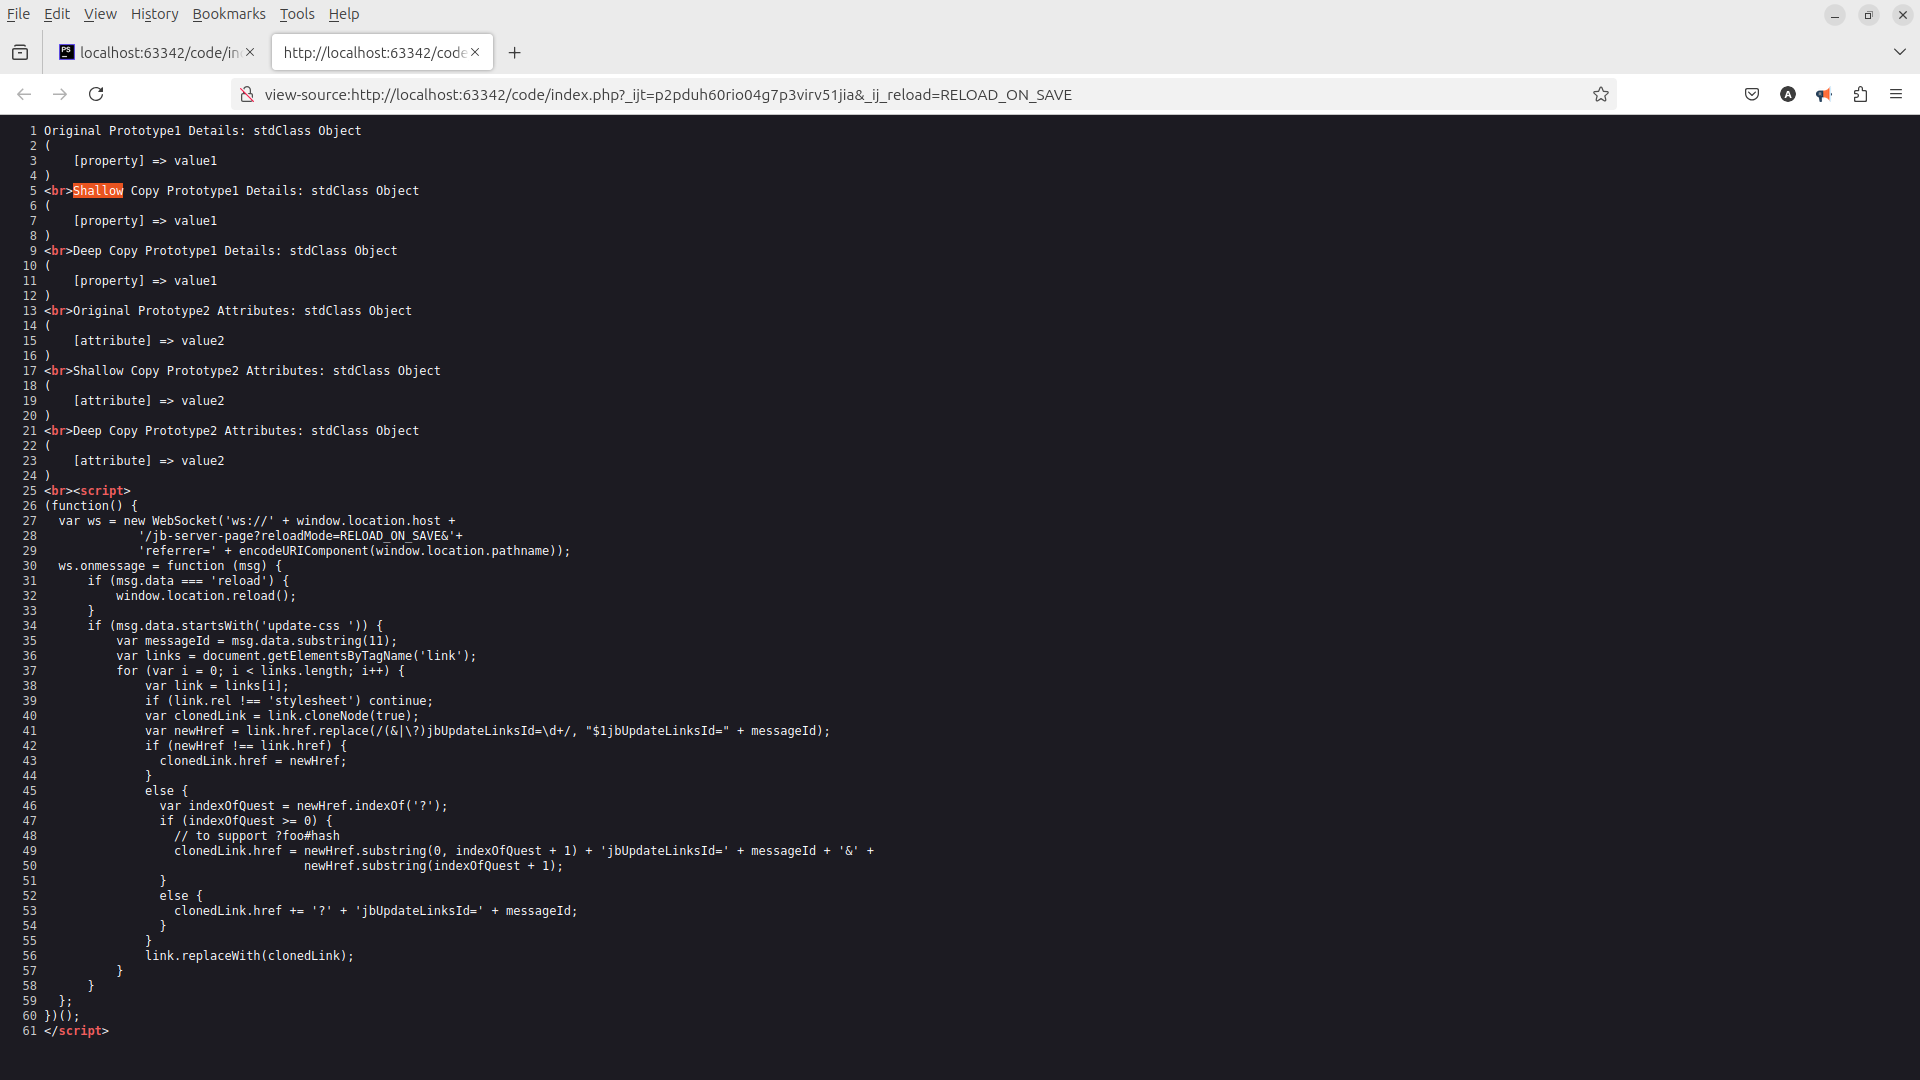 File Edit View History Bookmarks Tools Help
localhost:63342/code/in
http://localhost:63342/code
view-source:http://localhost:63342/code/index.php?_ijt=p2pduh60rio04g7p3virv51jia&_ij_reload=RELOAD_ON_SAVE
1 Original Prototype1 Details: stdClass Object
2 (
3     [property] => value1
4 )
5 <br>Shallow Copy Prototype1 Details: stdClass Object
6 (
7     [property] => value1
8 )
9 <br>Deep Copy Prototype1 Details: stdClass Object
10 (
11     [property] => value1
12 )
13 <br>Original Prototype2 Attributes: stdClass Object
14 (
15     [attribute] => value2
16 )
17 <br>Shallow Copy Prototype2 Attributes: stdClass Object
18 (
19     [attribute] => value2
20 )
21 <br>Deep Copy Prototype2 Attributes: stdClass Object
22 (
23     [attribute] => value2
24 )
25 <br><script>
26 (function() {
27   var ws = new WebSocket('ws://' + window.location.host +
28              '/jb-server-page?reloadMode=RELOAD_ON_SAVE&'+
29              'referrer=' + encodeURIComponent(window.location.pathname));
30   ws.onmessage = function (msg) {
31       if (msg.data === 'reload') {
32           window.location.reload();
33       }
34       if (msg.data.startsWith('update-css ')) {
35           var messageId = msg.data.substring(11);
36           var links = document.getElementsByTagName('link');
37           for (var i = 0; i < links.length; i++) {
38               var link = links[i];
39               if (link.rel !== 'stylesheet') continue;
40               var clonedLink = link.cloneNode(true);
41               var newHref = link.href.replace(/(&|\?)jbUpdateLinksId=\d+/, "$1jbUpdateLinksId=" + messageId);
42               if (newHref !== link.href) {
43                 clonedLink.href = newHref;
44               }
45               else {
46                 var indexOfQuest = newHref.indexOf('?');
47                 if (indexOfQuest >= 0) {
48                   // to support ?foo#hash
49                   clonedLink.href = newHref.substring(0, indexOfQuest + 1) + 'jbUpdateLinksId=' + messageId + '&' +
50                                     newHref.substring(indexOfQuest + 1);
51                 }
52                 else {
53                   clonedLink.href += '?' + 'jbUpdateLinksId=' + messageId;
54                 }
55               }
56               link.replaceWith(clonedLink);
57           }
58       }
59   };
60 })();
61 </script>